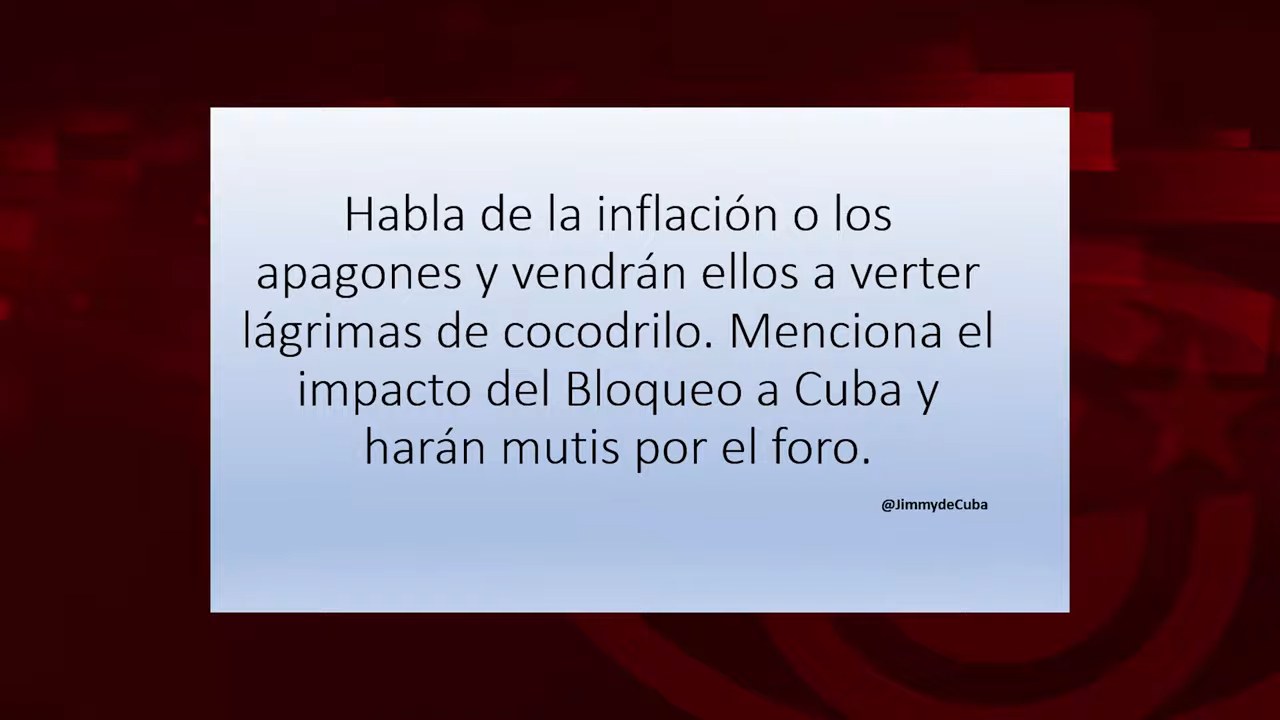 Habla de la inflación o los
apagones y vendrán ellos a verter
lágrimas de cocodrilo. Menciona el
impacto del Bloqueo a Cuba y
harán mutis por el foro.
@JimmydeCuba